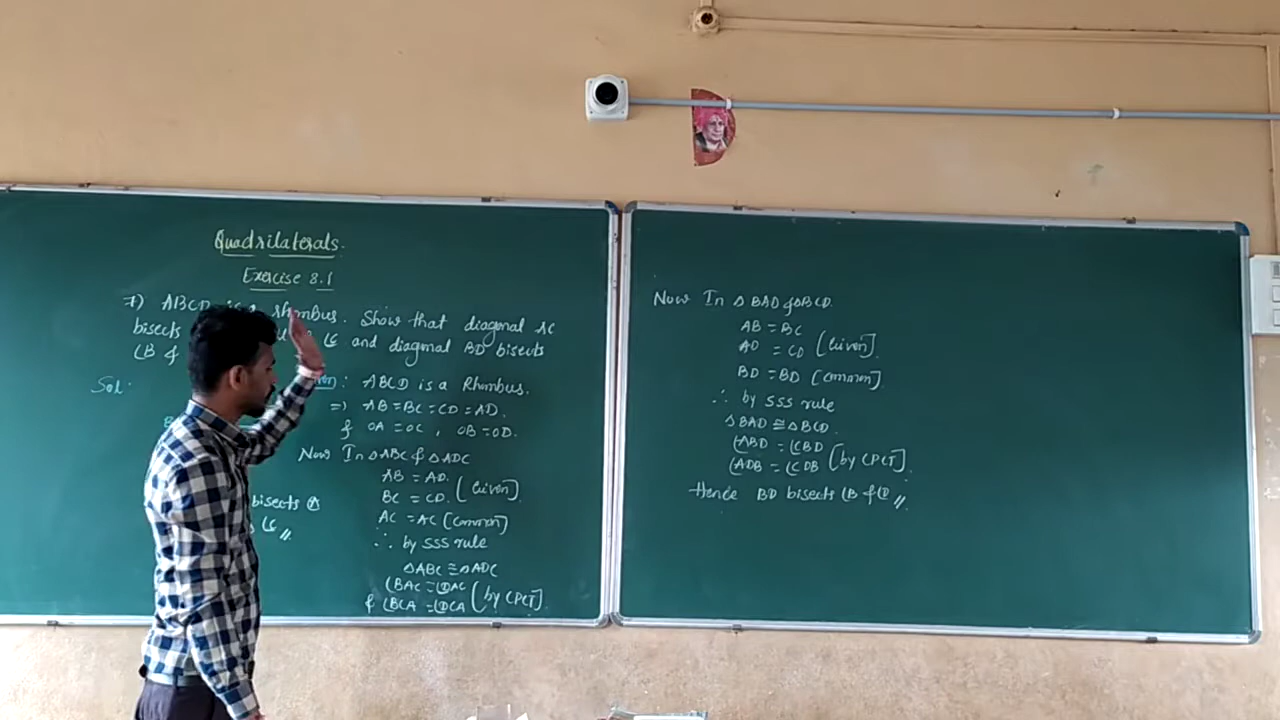 Quadrilaterals.
Exercise 8.1
7) ABCD is a rhombus. Show that diagonal AC
bisects ∠C and diagonal BD bisects
∠B &
Sol.
: ABCD is a Rhombus.
⇒ AB = BC = CD = AD.
& OA = OC , OB = OD.
Now In △ABC & △ADC
AB = AD.
BC = CD. [Given]
AC = AC [Common]
∴ by SSS rule
△ABC ≅ △ADC
∠BAC = ∠DAC
& ∠BCA = ∠DCA [by CPCT]
bisects
∠C //
Now In △BAD & △BCD.
AB = BC
AD = CD [Given]
BD = BD [Common]
∴ by SSS rule
△BAD ≅ △BCD.
∠ABD = ∠CBD
∠ADB = ∠CDB [by CPCT]
Hence BD bisects ∠B & ∠D //